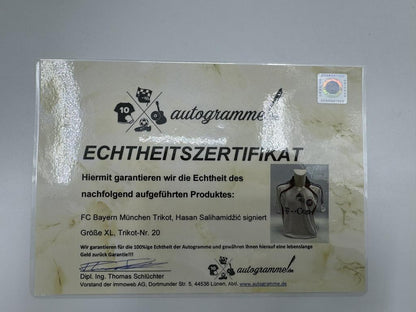 10
autogramme
ECHTHEITSZERTIFIKAT
Hiermit garantieren wir die Echtheit des
nachfolgend aufgeführten Produktes:
FC Bayern München Trikot, Hasan Salihamidžić signiert
Größe XL, Trikot-Nr. 20
Wir garantieren für die 100%ige Echtheit der Autogramme und gewähren Ihnen hierauf eine lebenslange
Geld zurück Garantie!!!
Dipl. Ing. Thomas Schlüchter
Vorstand der immoweb AG, Dortmunder Str. 5, 44536 Lünen, Abt. www.autogramme.de
autogramme